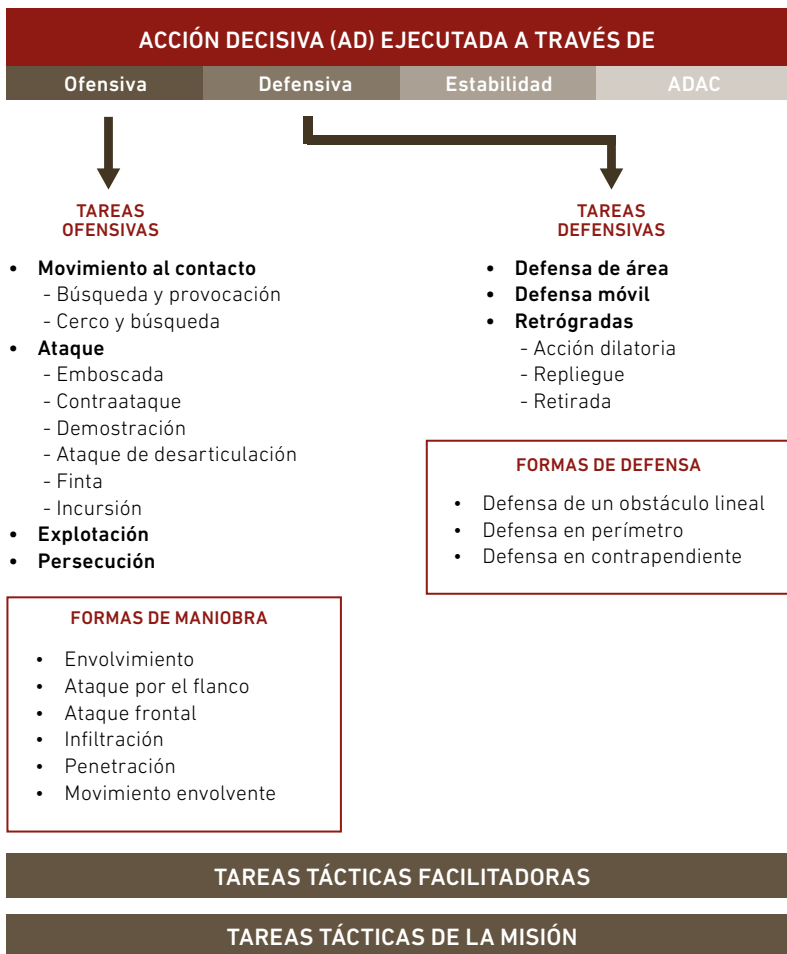 ACCIÓN DECISIVA (AD) EJECUTADA A TRAVÉS DE
Ofensiva Defensiva Estabilidad ADAC
TAREAS
OFENSIVAS
• Movimiento al contacto
- Búsqueda y provocación
- Cerco y búsqueda
• Ataque
- Emboscada
- Contraataque
- Demostración
- Ataque de desarticulación
- Finta
- Incursión
• Explotación
• Persecución
FORMAS DE MANIOBRA
• Envolvimiento
• Ataque por el flanco
• Ataque frontal
• Infiltración
• Penetración
• Movimiento envolvente
TAREAS
DEFENSIVAS
• Defensa de área
• Defensa móvil
• Retrógradas
- Acción dilatoria
- Repliegue
- Retirada
FORMAS DE DEFENSA
• Defensa de un obstáculo lineal
• Defensa en perímetro
• Defensa en contrapendiente
TAREAS TÁCTICAS FACILITADORAS
TAREAS TÁCTICAS DE LA MISIÓN